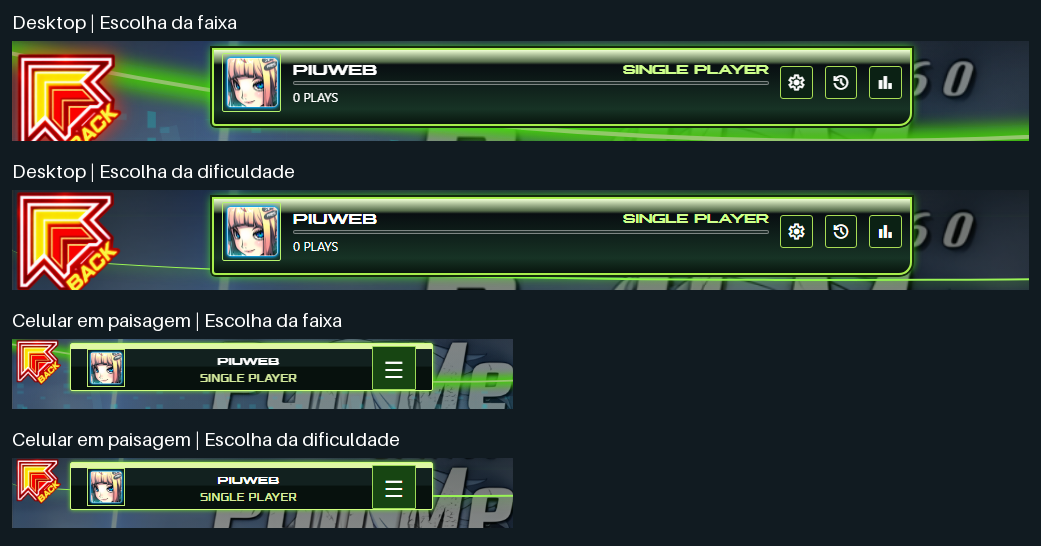 Desktop | Escolha da faixa
BACK
PIUWEB
SINGLE PLAYER
0 PLAYS
60
Desktop | Escolha da dificuldade
BACK
PIUWEB
SINGLE PLAYER
0 PLAYS
60
Celular em paisagem | Escolha da faixa
BACK
PIUWEB
SINGLE PLAYER
Celular em paisagem | Escolha da dificuldade
BACK
PIUWEB
SINGLE PLAYER